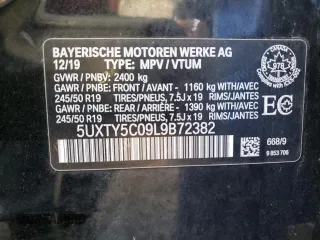 BAYERISCHE MOTOREN WERKE AG
12/19 TYPE: MPV / VTUM
GVWR / PNBV: 2400 kg
GAWR / PNBE: FRONT / AVANT - 1160 kg WITH/AVEC
245/50 R19 TIRES/PNEUS, 7.5J x 19 RIMS/JANTES
GAWR / PNBE: REAR / ARRIÈRE - 1390 kg WITH/AVEC
245/50 R19 TIRES/PNEUS, 7.5J x 19 RIMS/JANTES
5UXTY5C09L9B72382
CANADA
978
668/9
9 853 706